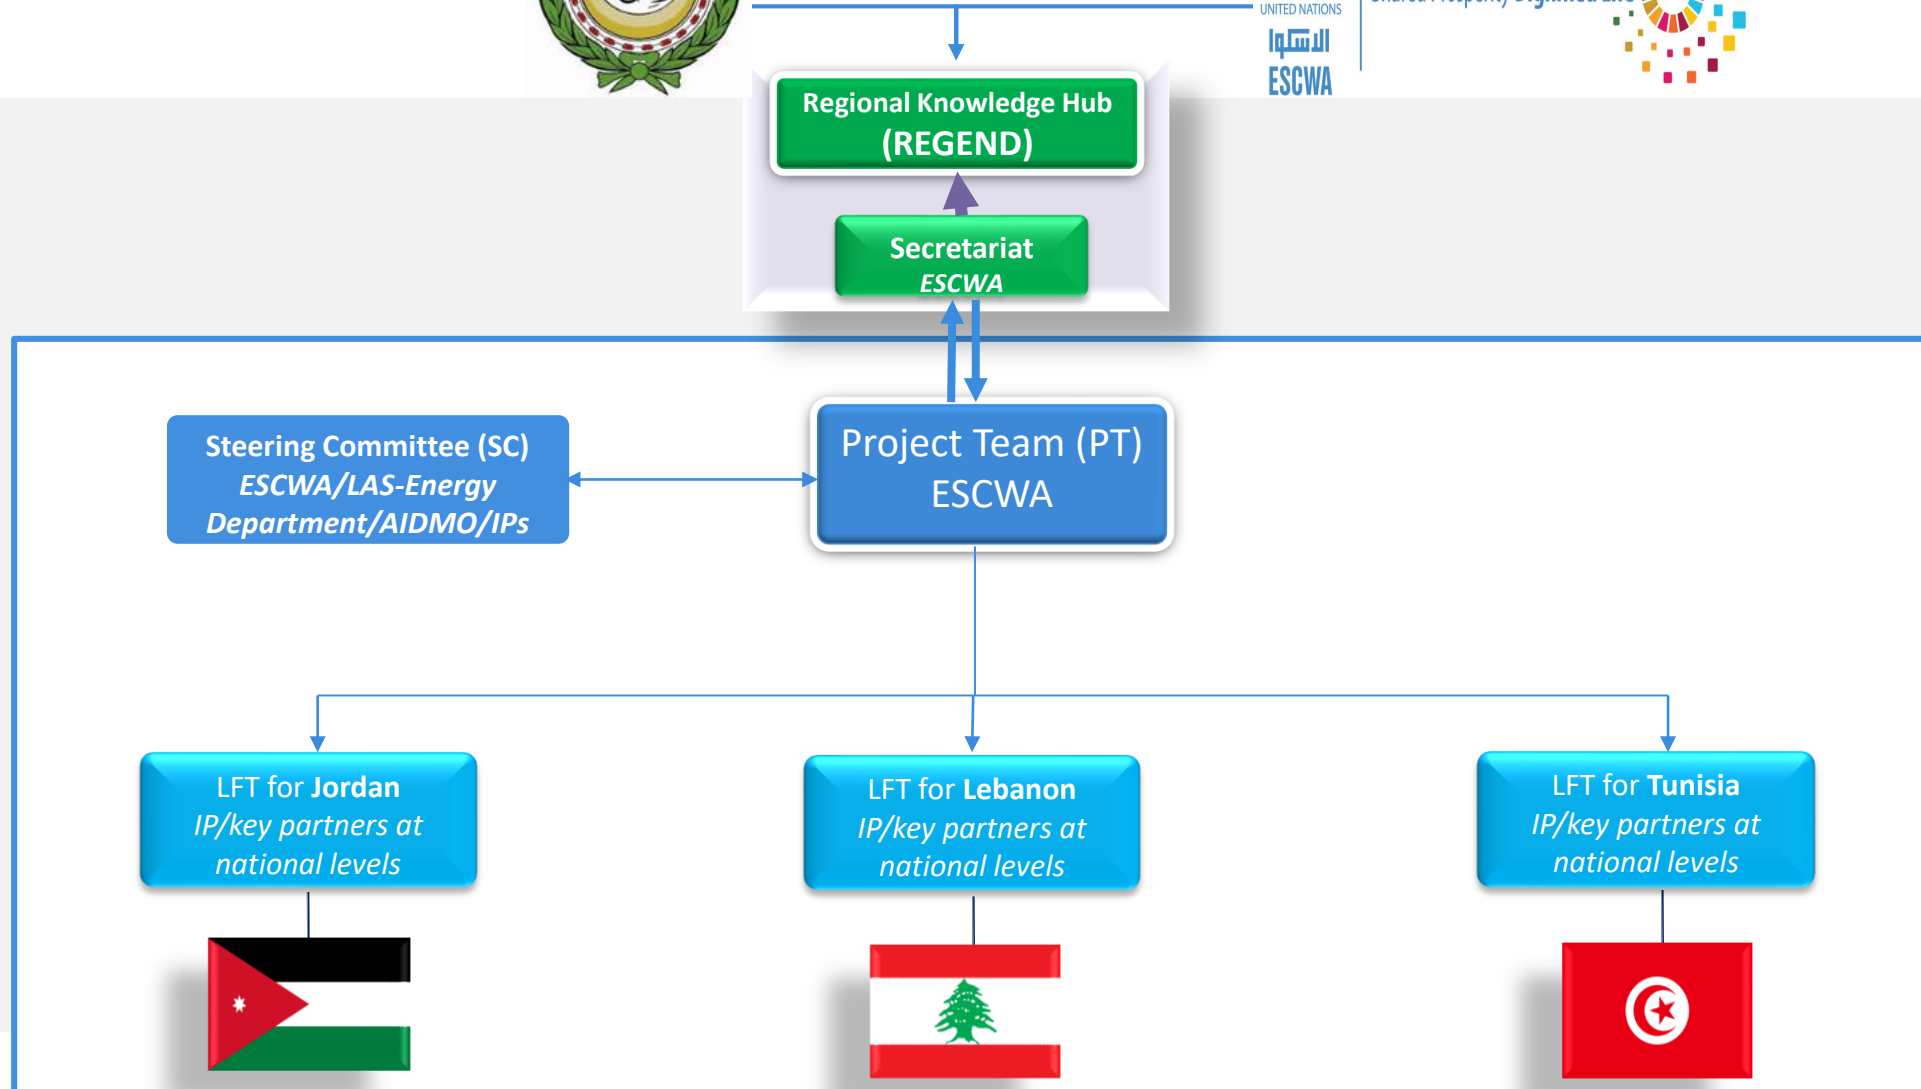 UNITED NATIONS
الاسكوا
ESCWA
Regional Knowledge Hub
(REGEND)
Secretariat
ESCWA
Steering Committee (SC)
ESCWA/LAS-Energy
Department/AIDMO/IPs
Project Team (PT)
ESCWA
LFT for Jordan
IP/key partners at
national levels
LFT for Lebanon
IP/key partners at
national levels
LFT for Tunisia
IP/key partners at
national levels